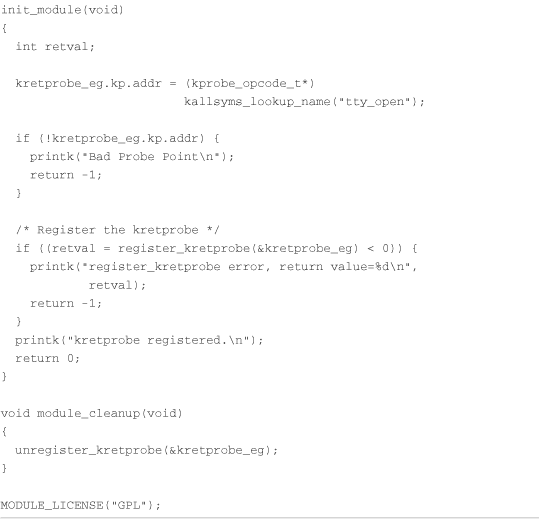 init_module(void)
{
  int retval;

  kretprobe_eg.kp.addr = (kprobe_opcode_t*)
                          kallsyms_lookup_name("tty_open");

  if (!kretprobe_eg.kp.addr) {
    printk("Bad Probe Point\n");
    return -1;
  }

  /* Register the kretprobe */
  if ((retval = register_kretprobe(&kretprobe_eg) < 0)) {
    printk("register_kretprobe error, return value=%d\n",
            retval);
    return -1;
  }
  printk("kretprobe registered.\n");
  return 0;
}

void module_cleanup(void)
{
  unregister_kretprobe(&kretprobe_eg);
}

MODULE_LICENSE("GPL");